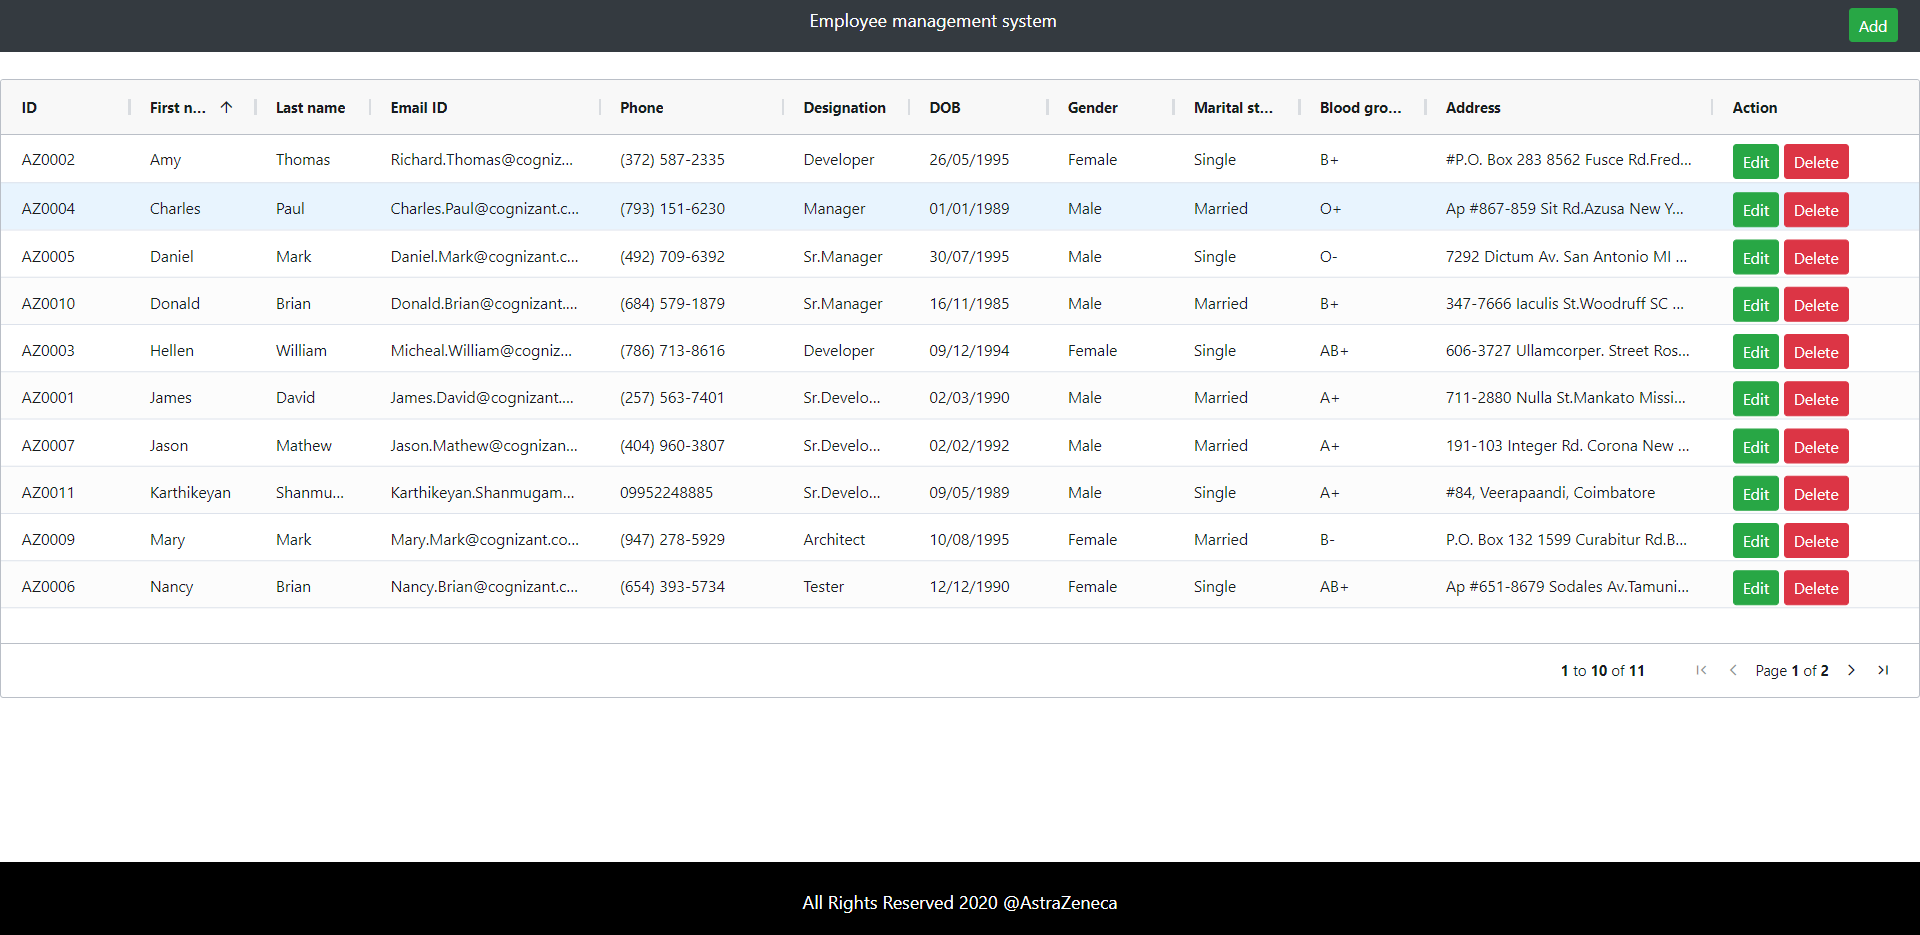 Employee management system
Add
ID First n... Last name Email ID Phone Designation DOB Gender Marital st... Blood gro... Address Action
AZ0002 Amy Thomas Richard.Thomas@cogniz... (372) 587-2335 Developer 26/05/1995 Female Single B+ #P.O. Box 283 8562 Fusce Rd.Fred... Edit Delete
AZ0004 Charles Paul Charles.Paul@cognizant.c... (793) 151-6230 Manager 01/01/1989 Male Married O+ Ap #867-859 Sit Rd.Azusa New Y... Edit Delete
AZ0005 Daniel Mark Daniel.Mark@cognizant.c... (492) 709-6392 Sr.Manager 30/07/1995 Male Single O- 7292 Dictum Av. San Antonio MI ... Edit Delete
AZ0010 Donald Brian Donald.Brian@cognizant.... (684) 579-1879 Sr.Manager 16/11/1985 Male Married B+ 347-7666 Iaculis St.Woodruff SC ... Edit Delete
AZ0003 Hellen William Micheal.William@cogniz... (786) 713-8616 Developer 09/12/1994 Female Single AB+ 606-3727 Ullamcorper. Street Ros... Edit Delete
AZ0001 James David James.David@cognizant.... (257) 563-7401 Sr.Develo... 02/03/1990 Male Married A+ 711-2880 Nulla St.Mankato Missi... Edit Delete
AZ0007 Jason Mathew Jason.Mathew@cognizan... (404) 960-3807 Sr.Develo... 02/02/1992 Male Married A+ 191-103 Integer Rd. Corona New ... Edit Delete
AZ0011 Karthikeyan Shanmu... Karthikeyan.Shanmugam... 09952248885 Sr.Develo... 09/05/1989 Male Single A+ #84, Veerapaandi, Coimbatore Edit Delete
AZ0009 Mary Mark Mary.Mark@cognizant.co... (947) 278-5929 Architect 10/08/1995 Female Married B- P.O. Box 132 1599 Curabitur Rd.B... Edit Delete
AZ0006 Nancy Brian Nancy.Brian@cognizant.c... (654) 393-5734 Tester 12/12/1990 Female Single AB+ Ap #651-8679 Sodales Av.Tamuni... Edit Delete
1 to 10 of 11 Page 1 of 2
All Rights Reserved 2020 @AstraZeneca